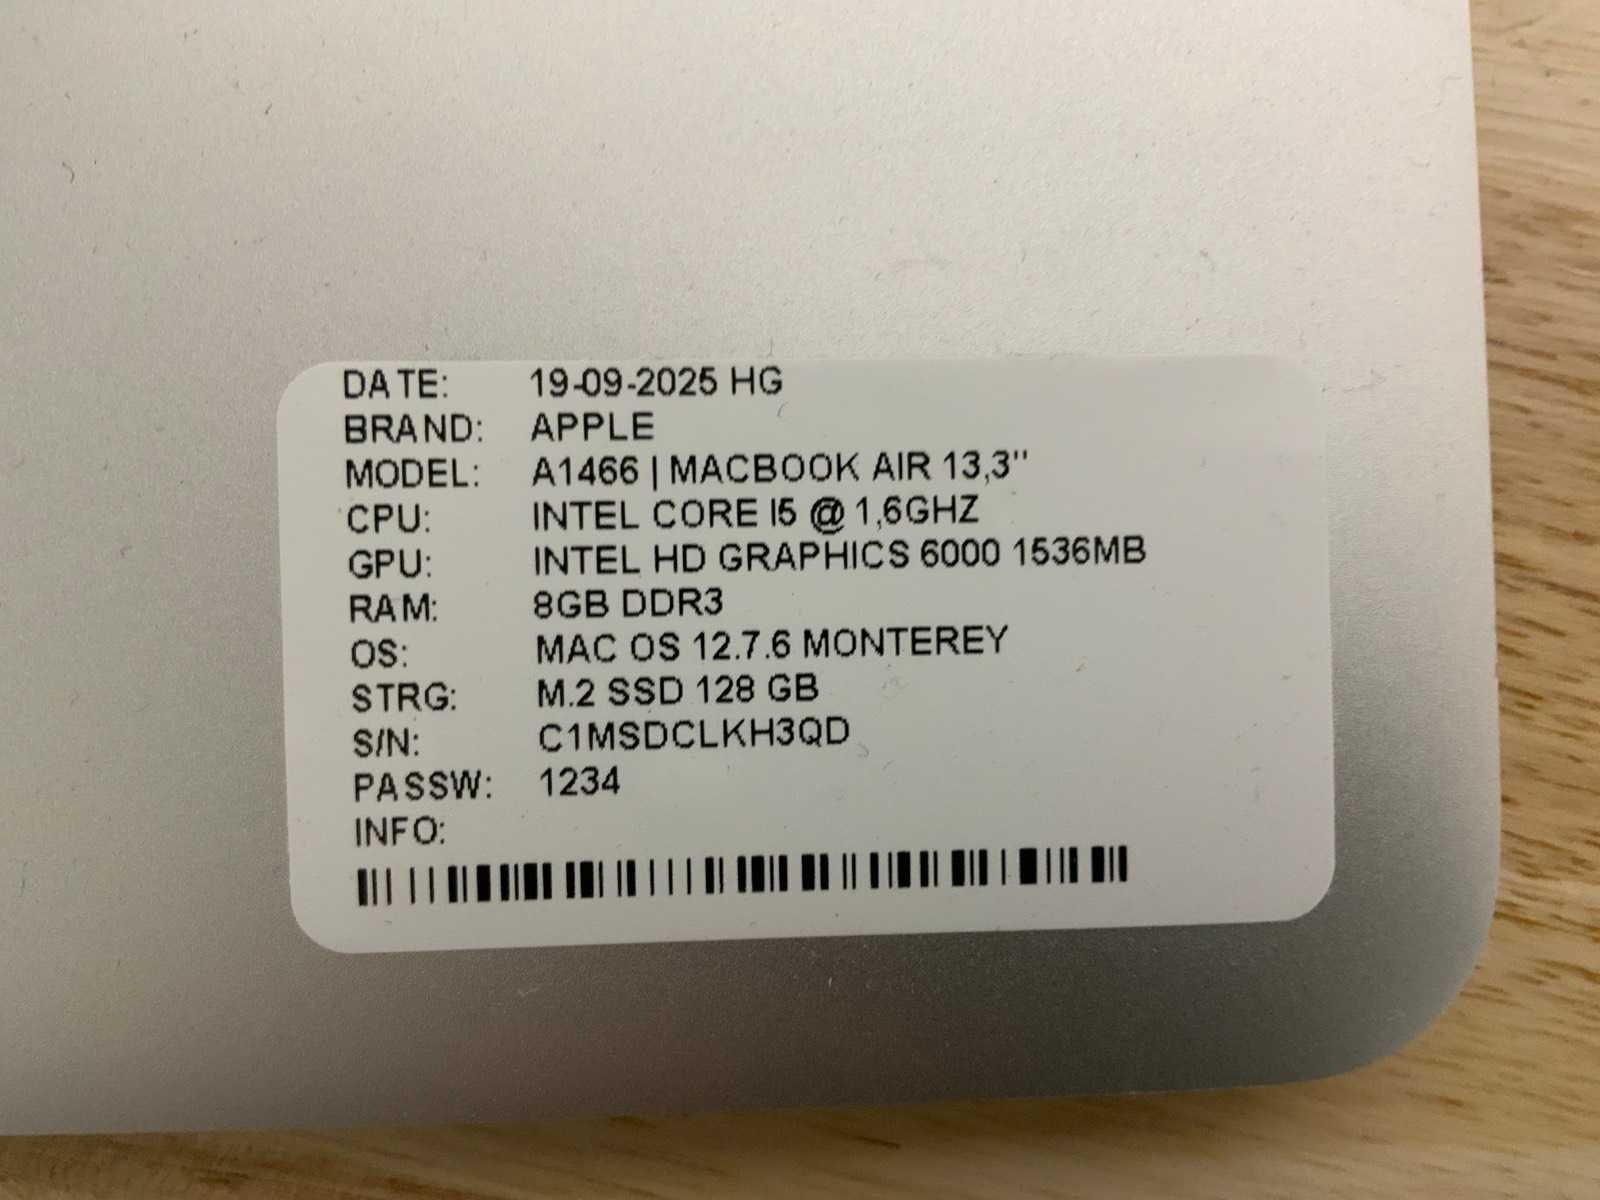 DATE: 19-09-2025 HG
BRAND: APPLE
MODEL: A1466 | MACBOOK AIR 13,3"
CPU: INTEL CORE I5 @ 1,6GHZ
GPU: INTEL HD GRAPHICS 6000 1536MB
RAM: 8GB DDR3
OS: MAC OS 12.7.6 MONTEREY
STRG: M.2 SSD 128 GB
S/N: C1MSDCLKH3QD
PASSW: 1234
INFO: